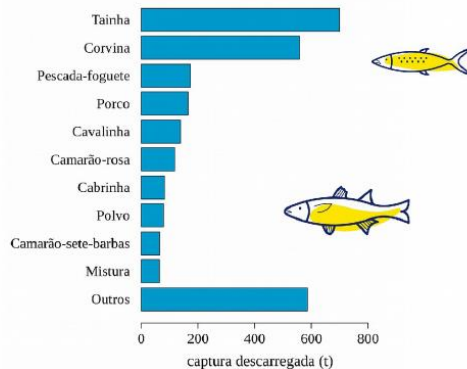 Tainha
Corvina
Pescada-foguete
Porco
Cavalinha
Camarão-rosa
Cabrinha
Polvo
Camarão-sete-barbas
Mistura
Outros
0 200 400 600 800
captura descarregada (t)